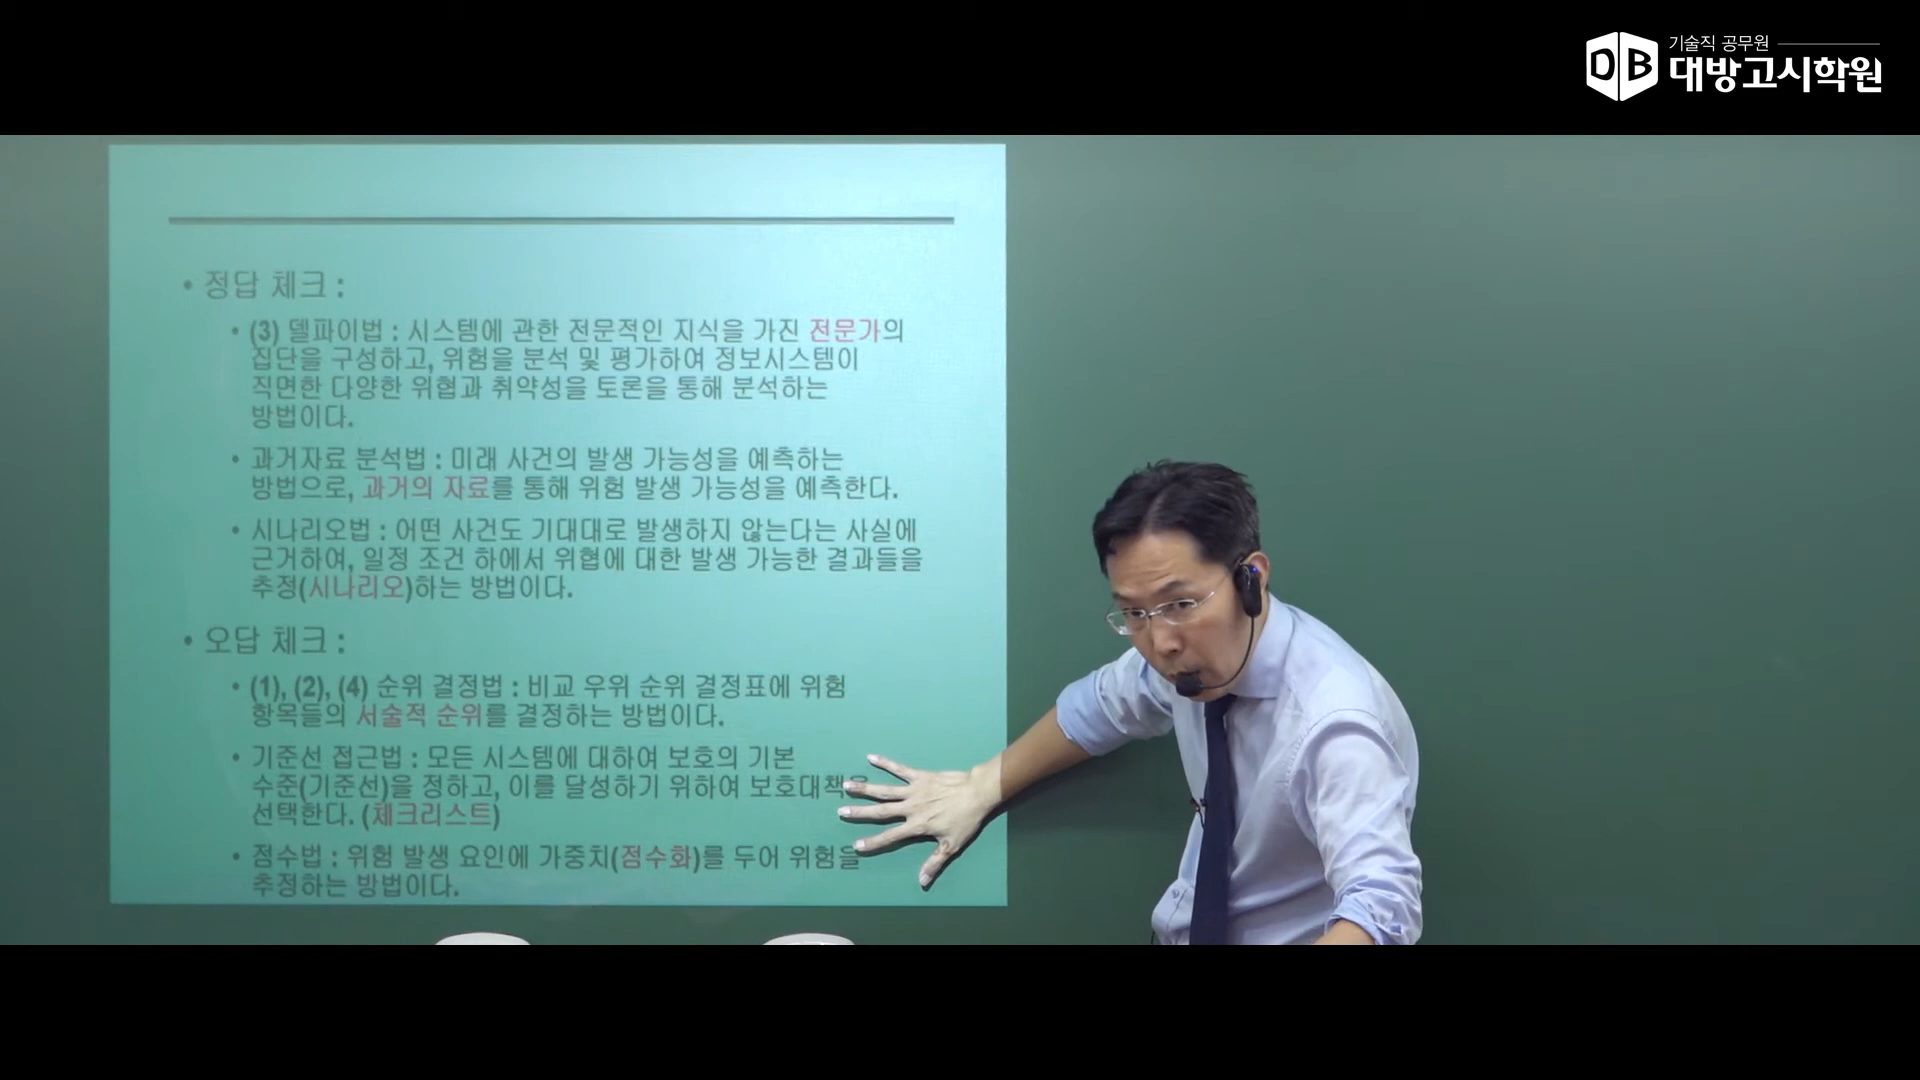 기술직 공무원
DB 대방고시학원
• 정답 체크 :
• (3) 델파이법 : 시스템에 관한 전문적인 지식을 가진 전문가의
집단을 구성하고, 위험을 분석 및 평가하여 정보시스템이
직면한 다양한 위협과 취약성을 토론을 통해 분석하는
방법이다.
• 과거자료 분석법 : 미래 사건의 발생 가능성을 예측하는
방법으로, 과거의 자료를 통해 위험 발생 가능성을 예측한다.
• 시나리오법 : 어떤 사건도 기대대로 발생하지 않는다는 사실에
근거하여, 일정 조건 하에서 위협에 대한 발생 가능한 결과들을
추정(시나리오)하는 방법이다.
• 오답 체크 :
• (1), (2), (4) 순위 결정법 : 비교 우위 순위 결정표에 위험
항목들의 서술적 순위를 결정하는 방법이다.
• 기준선 접근법 : 모든 시스템에 대하여 보호의 기본
수준(기준선)을 정하고, 이를 달성하기 위하여 보호대책을
선택한다. (체크리스트)
• 점수법 : 위험 발생 요인에 가중치(점수화)를 두어 위험을
추정하는 방법이다.